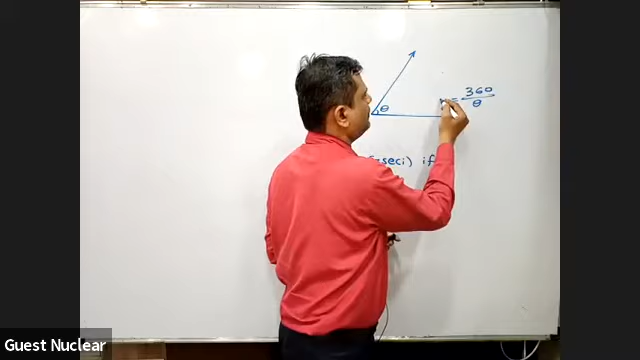 θ
= 360
θ
if
Guest Nuclear